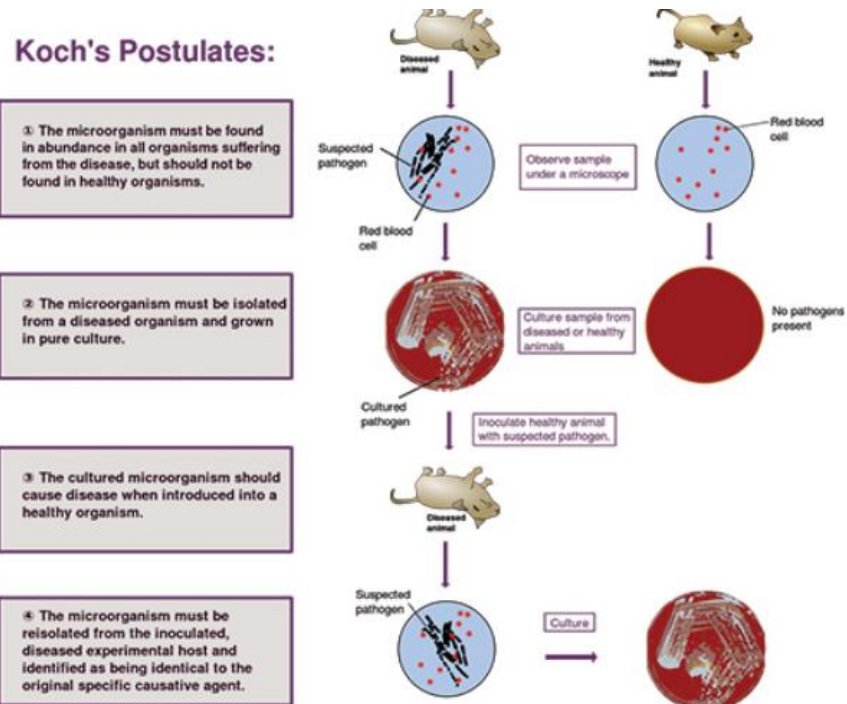 Koch's Postulates:
① The microorganism must be found
in abundance in all organisms suffering
from the disease, but should not be
found in healthy organisms.
② The microorganism must be isolated
from a diseased organism and grown
in pure culture.
③ The cultured microorganism should
cause disease when introduced into a
healthy organism.
④ The microorganism must be
reisolated from the inoculated,
diseased experimental host and
identified as being identical to the
original specific causative agent.
Diseased
animal
Healthy
animal
Suspected
pathogen
Red blood
cell
Observe sample
under a microscope
Red blood
cell
Cultured
pathogen
Culture sample from
diseased or healthy
animals
No pathogens
present
Inoculate healthy animal
with suspected pathogen.
Diseased
animal
Suspected
pathogen
Culture